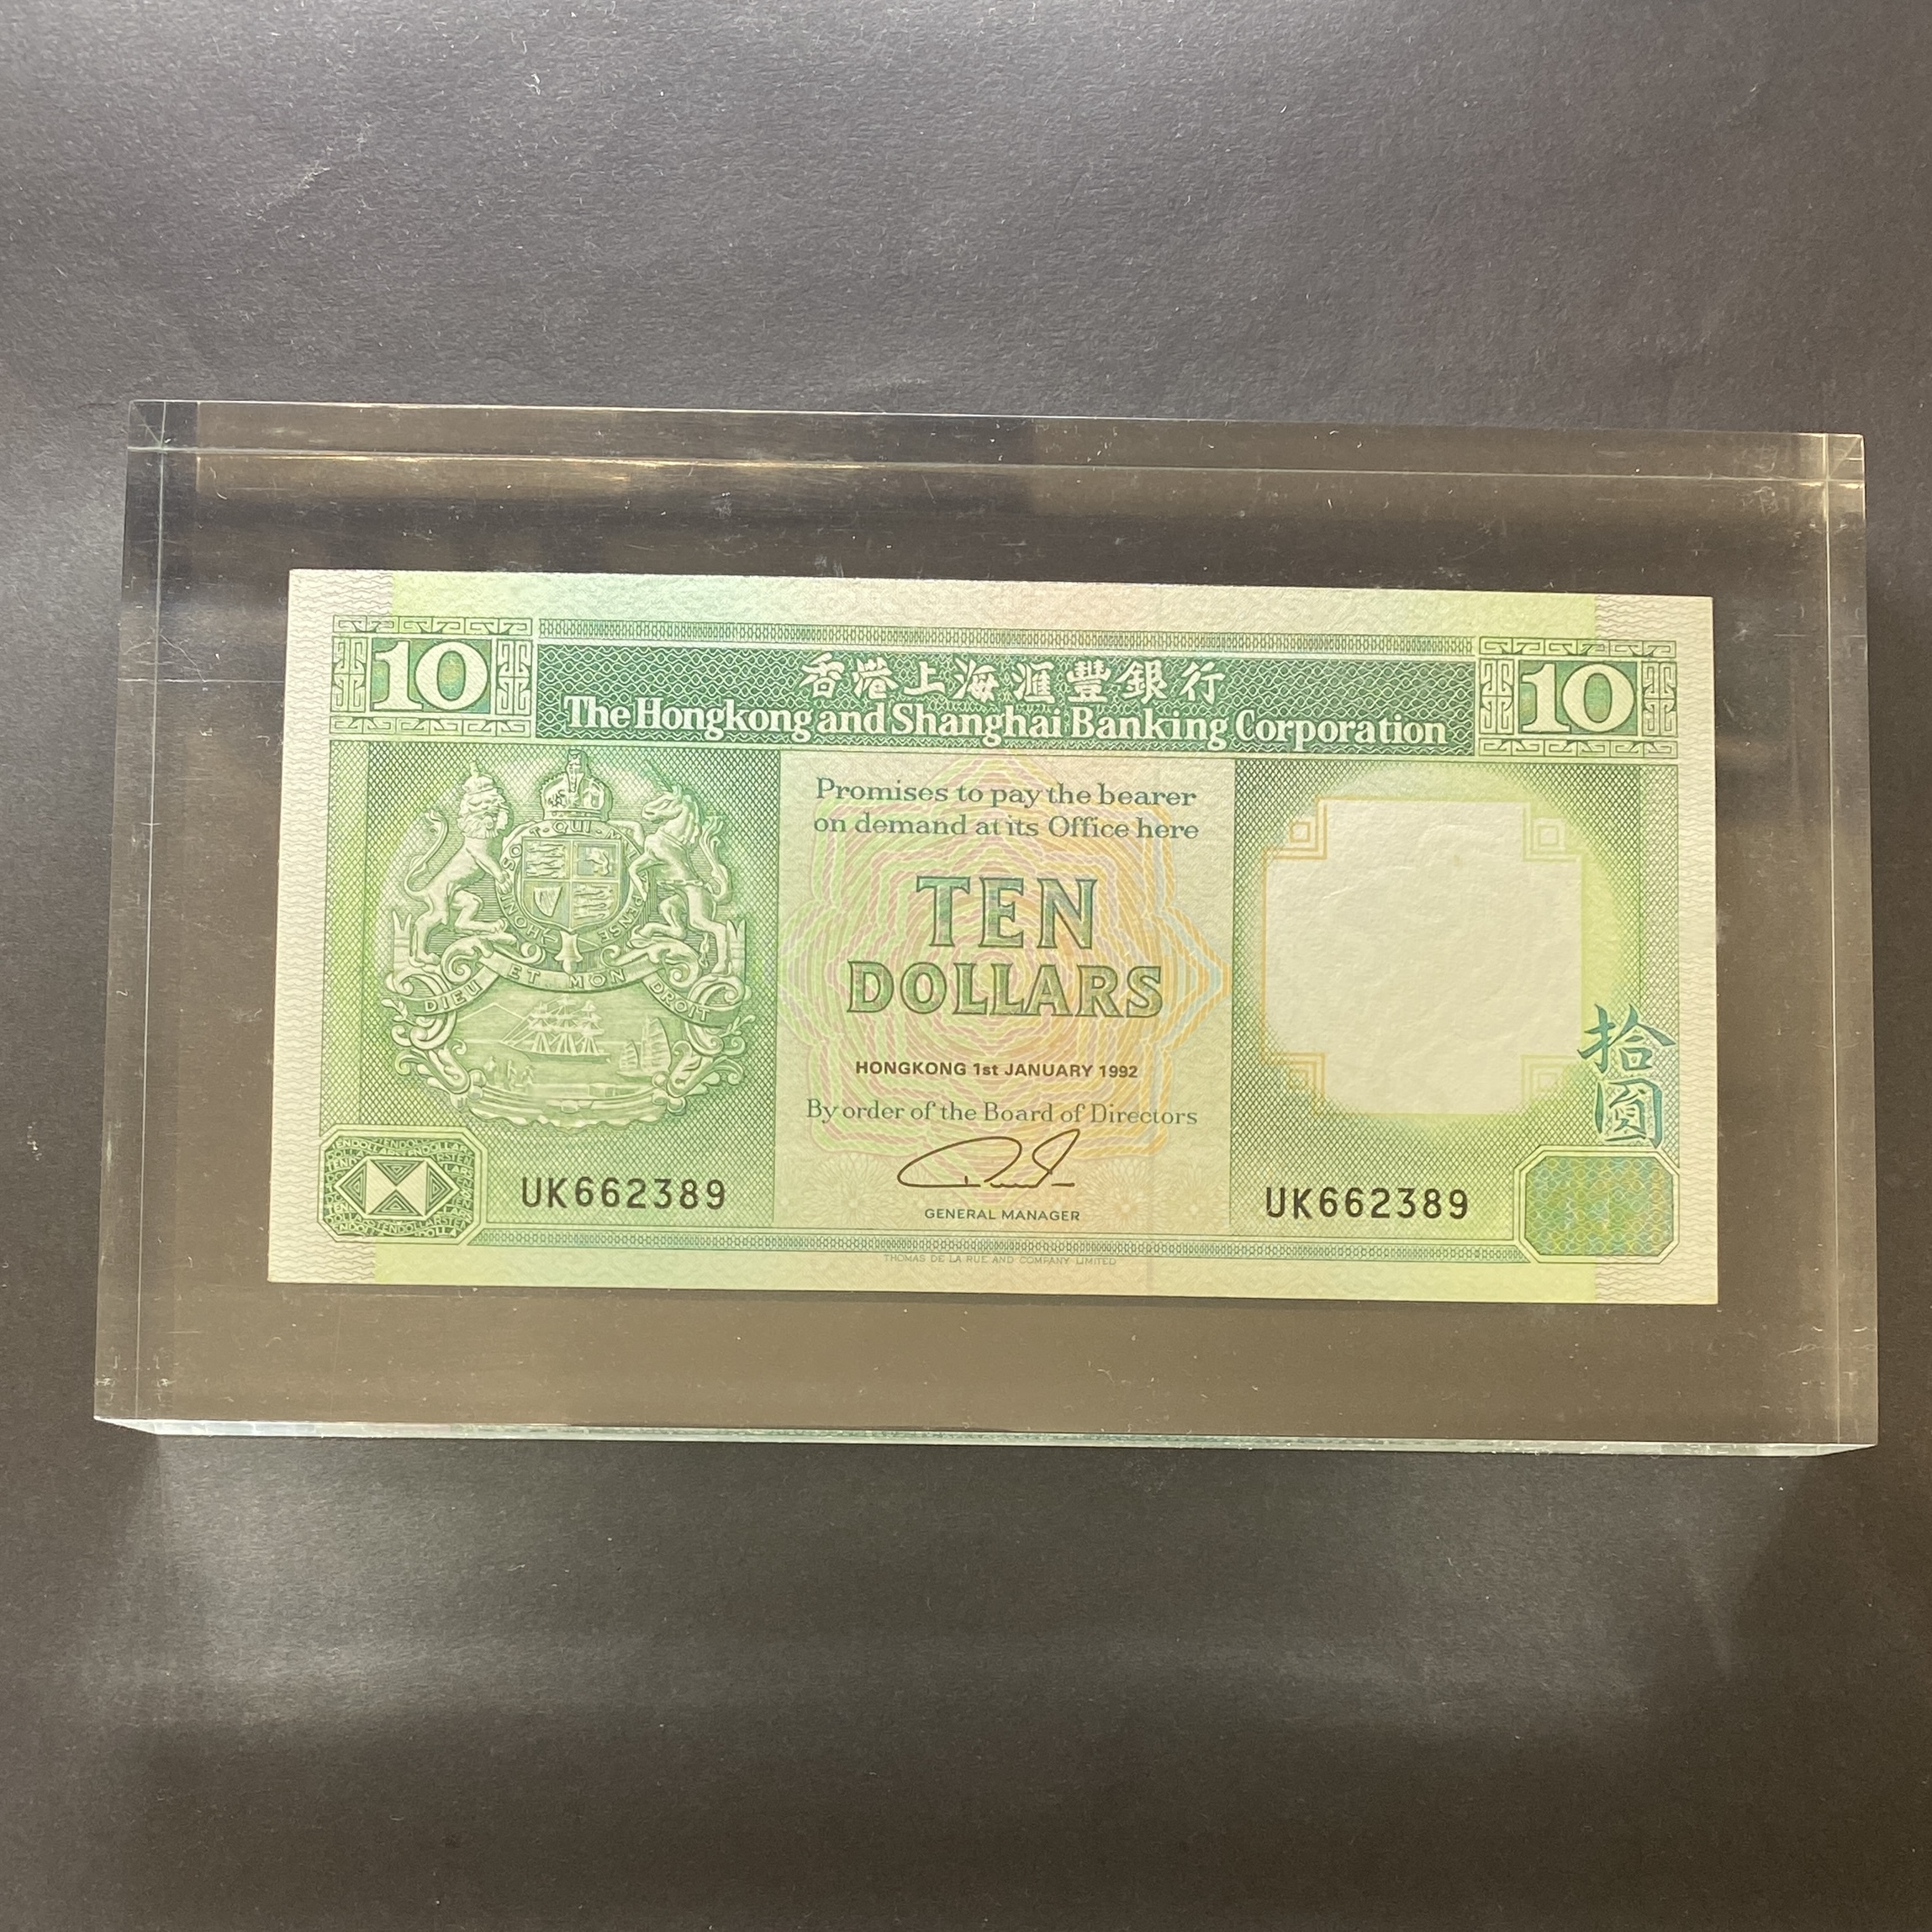 10
香港上海滙豐銀行
The Hongkong and Shanghai Banking Corporation
10
Promises to pay the bearer
on demand at its Office here
TEN
DOLLARS
HONGKONG 1st JANUARY 1992
By order of the Board of Directors
GENERAL MANAGER
DIEU ET MON DROIT
拾圓
UK662389
UK662389
THOMAS DE LA RUE AND COMPANY LIMITED